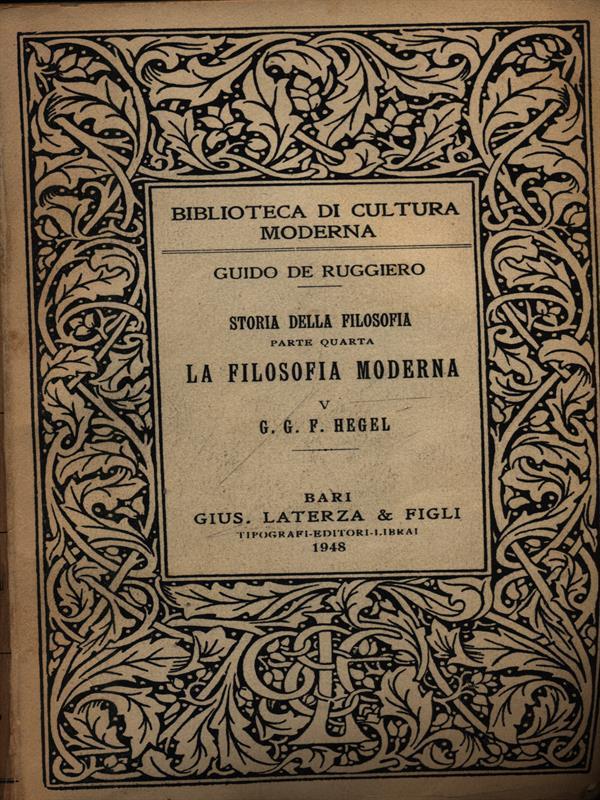 BIBLIOTECA DI CULTURA
MODERNA
GUIDO DE RUGGIERO
STORIA DELLA FILOSOFIA
PARTE QUARTA
LA FILOSOFIA MODERNA
V
G. G. F. HEGEL
BARI
GIUS. LATERZA & FIGLI
TIPOGRAFI-EDITORI-LIBRAI
1948